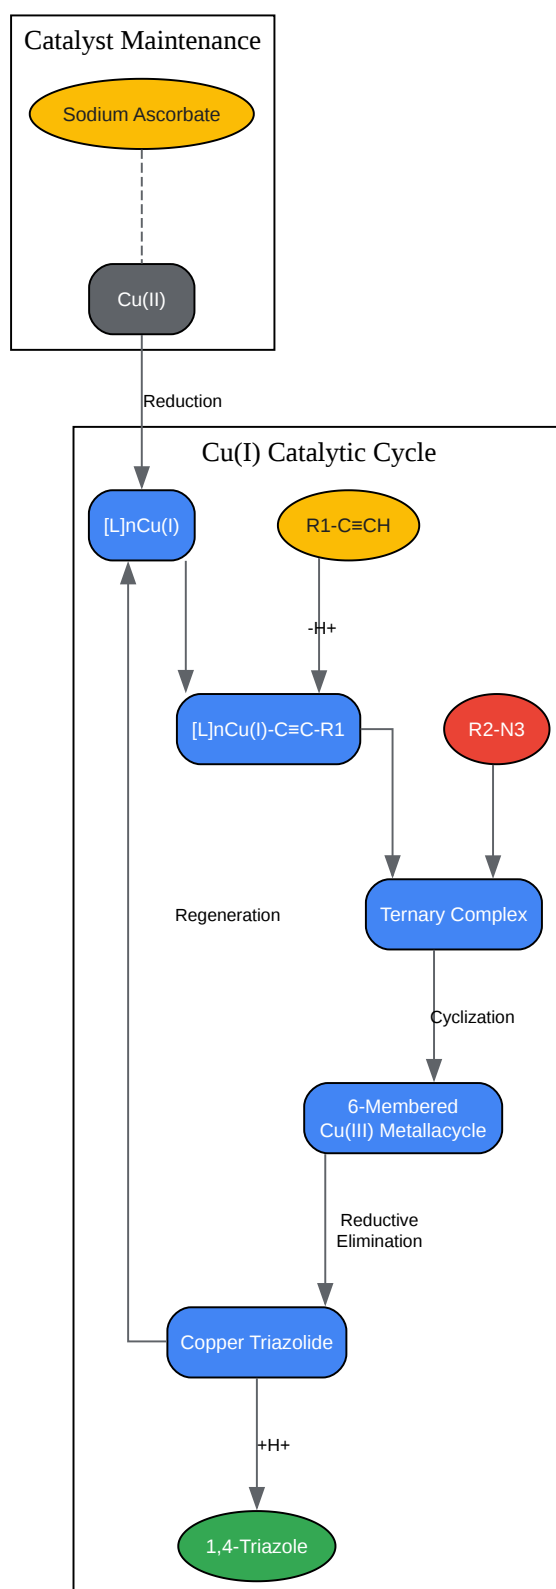 Catalyst Maintenance
Sodium Ascorbate
Cu(II)
Reduction
Cu(I) Catalytic Cycle
[L]nCu(I)
R1-C≡CH
-H+
[L]nCu(I)-C≡C-R1
R2-N3
Regeneration
Ternary Complex
Cyclization
6-Membered
Cu(III) Metallacycle
Reductive
Elimination
Copper Triazolide
+H+
1,4-Triazole